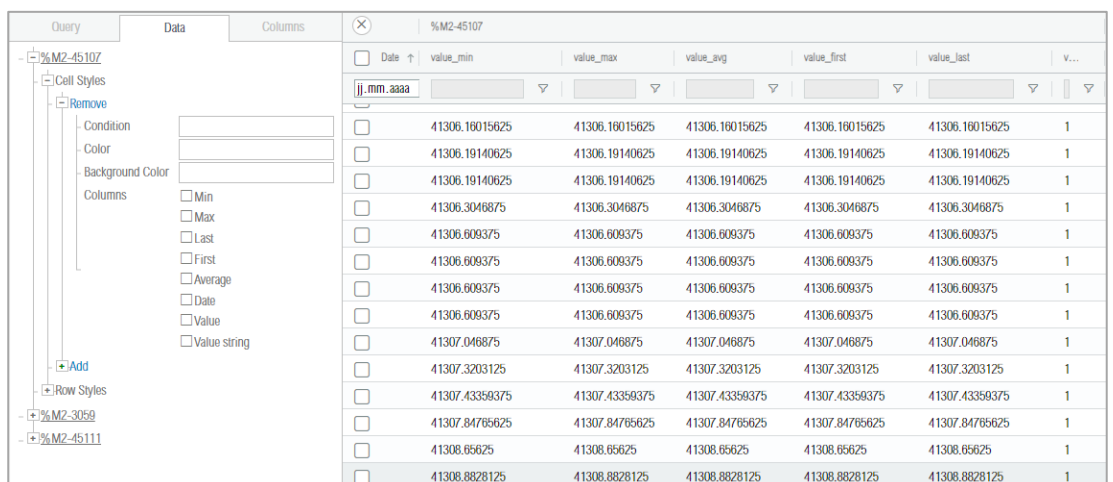 Query Data Columns
%M2-45107
Cell Styles
Remove
Condition
Color
Background Color
Columns
Min
Max
Last
First
Average
Date
Value
Value string
Add
Row Styles
%M2-3059
%M2-45111
%M2-45107
Date ↑ value_min value_max value_avg value_first value_last v...
jj.mm.aaaa
41306.16015625 41306.16015625 41306.16015625 41306.16015625 41306.16015625 1
41306.19140625 41306.19140625 41306.19140625 41306.19140625 41306.19140625 1
41306.19140625 41306.19140625 41306.19140625 41306.19140625 41306.19140625 1
41306.3046875 41306.3046875 41306.3046875 41306.3046875 41306.3046875 1
41306.609375 41306.609375 41306.609375 41306.609375 41306.609375 1
41306.609375 41306.609375 41306.609375 41306.609375 41306.609375 1
41306.609375 41306.609375 41306.609375 41306.609375 41306.609375 1
41306.609375 41306.609375 41306.609375 41306.609375 41306.609375 1
41307.046875 41307.046875 41307.046875 41307.046875 41307.046875 1
41307.3203125 41307.3203125 41307.3203125 41307.3203125 41307.3203125 1
41307.43359375 41307.43359375 41307.43359375 41307.43359375 41307.43359375 1
41307.84765625 41307.84765625 41307.84765625 41307.84765625 41307.84765625 1
41308.65625 41308.65625 41308.65625 41308.65625 41308.65625 1
41308.8828125 41308.8828125 41308.8828125 41308.8828125 41308.8828125 1